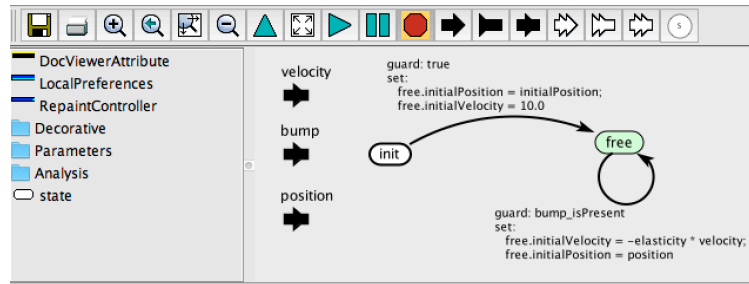 s
DocViewerAttribute
LocalPreferences
RepaintController
Decorative
Parameters
Analysis
state
velocity
bump
position
guard: true
set:
free.initialPosition = initialPosition;
free.initialVelocity = 10.0
init
free
guard: bump_isPresent
set:
free.initialVelocity = -elasticity * velocity;
free.initialPosition = position